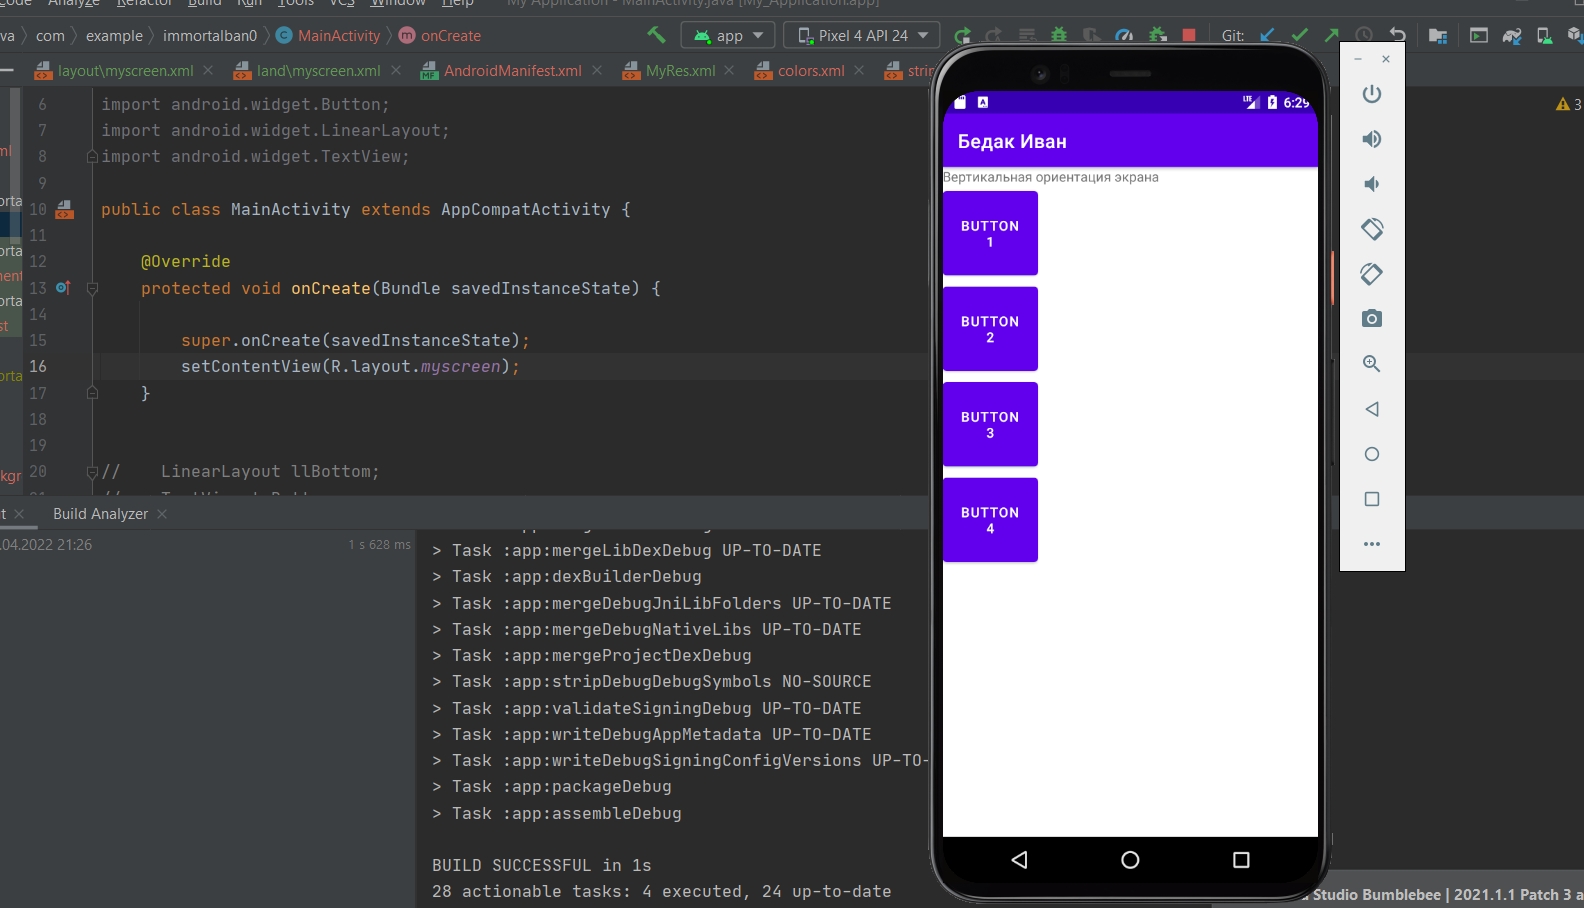 Analyze Refactor Build Run Tools VCS Window Help My Application - MainActivity.java [My_Application.app]
com example immortalban0 MainActivity onCreate
app Pixel 4 API 24 Git:
layout\myscreen.xml land\myscreen.xml AndroidManifest.xml MyRes.xml colors.xml
6 import android.widget.Button;
7 import android.widget.LinearLayout;
8 import android.widget.TextView;
9
10 public class MainActivity extends AppCompatActivity {
11
12 @Override
13 protected void onCreate(Bundle savedInstanceState) {
14
15 super.onCreate(savedInstanceState);
16 setContentView(R.layout.myscreen);
17 }
18
19
20 // LinearLayout llBottom;
3
Build Analyzer
.04.2022 21:26 1 s 628 ms
> Task :app:mergeLibDexDebug UP-TO-DATE
> Task :app:dexBuilderDebug
> Task :app:mergeDebugJniLibFolders UP-TO-DATE
> Task :app:mergeDebugNativeLibs UP-TO-DATE
> Task :app:mergeProjectDexDebug
> Task :app:stripDebugDebugSymbols NO-SOURCE
> Task :app:validateSigningDebug UP-TO-DATE
> Task :app:writeDebugAppMetadata UP-TO-DATE
> Task :app:writeDebugSigningConfigVersions UP-TO-
> Task :app:packageDebug
> Task :app:assembleDebug
BUILD SUCCESSFUL in 1s
28 actionable tasks: 4 executed, 24 up-to-date
LTE 6:29
Бедак Иван
Вертикальная ориентация экрана
BUTTON
1
BUTTON
2
BUTTON
3
BUTTON
4
Studio Bumblebee | 2021.1.1 Patch 3 a